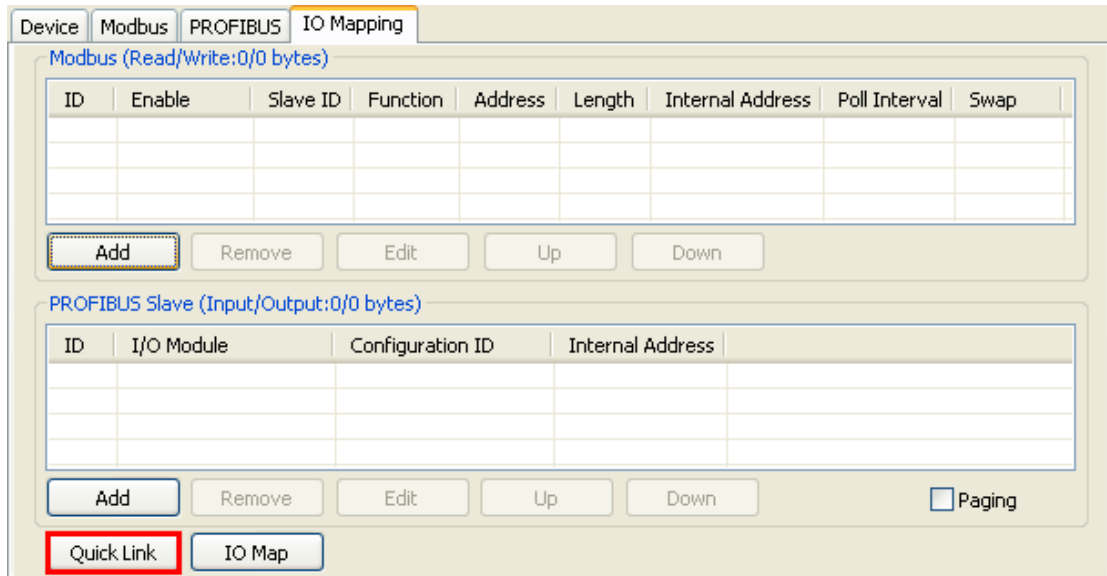 Device Modbus PROFIBUS IO Mapping
Modbus (Read/Write:0/0 bytes)
ID Enable Slave ID Function Address Length Internal Address Poll Interval Swap
Add Remove Edit Up Down
PROFIBUS Slave (Input/Output:0/0 bytes)
ID I/O Module Configuration ID Internal Address
Add Remove Edit Up Down Paging
Quick Link IO Map